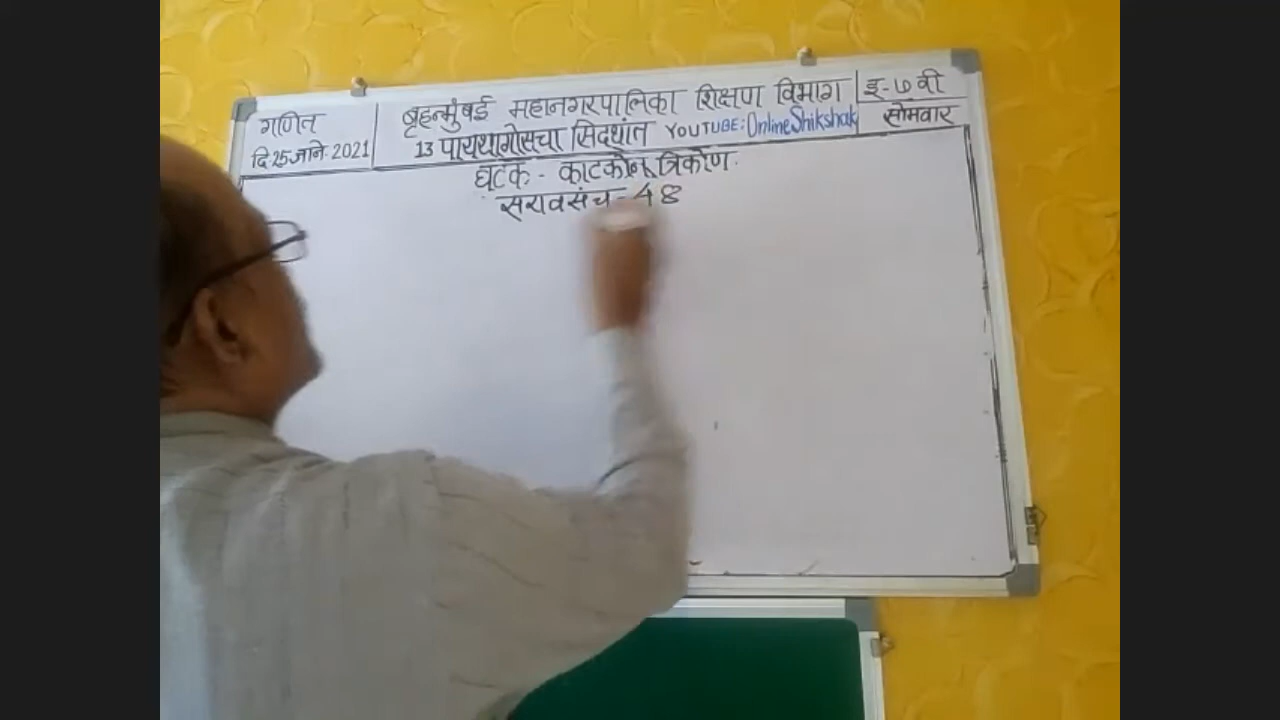 बृहन्मुंबई महानगरपालिका शिक्षण विभाग
इ-७ वी
गणित
दि 25 जाने. 2021
13 पायथागोसचा सिद्धांत YOUTUBE: OnlineShikshak
सोमवार
घटक - काटकोन त्रिकोण.
सरावसंच - 48